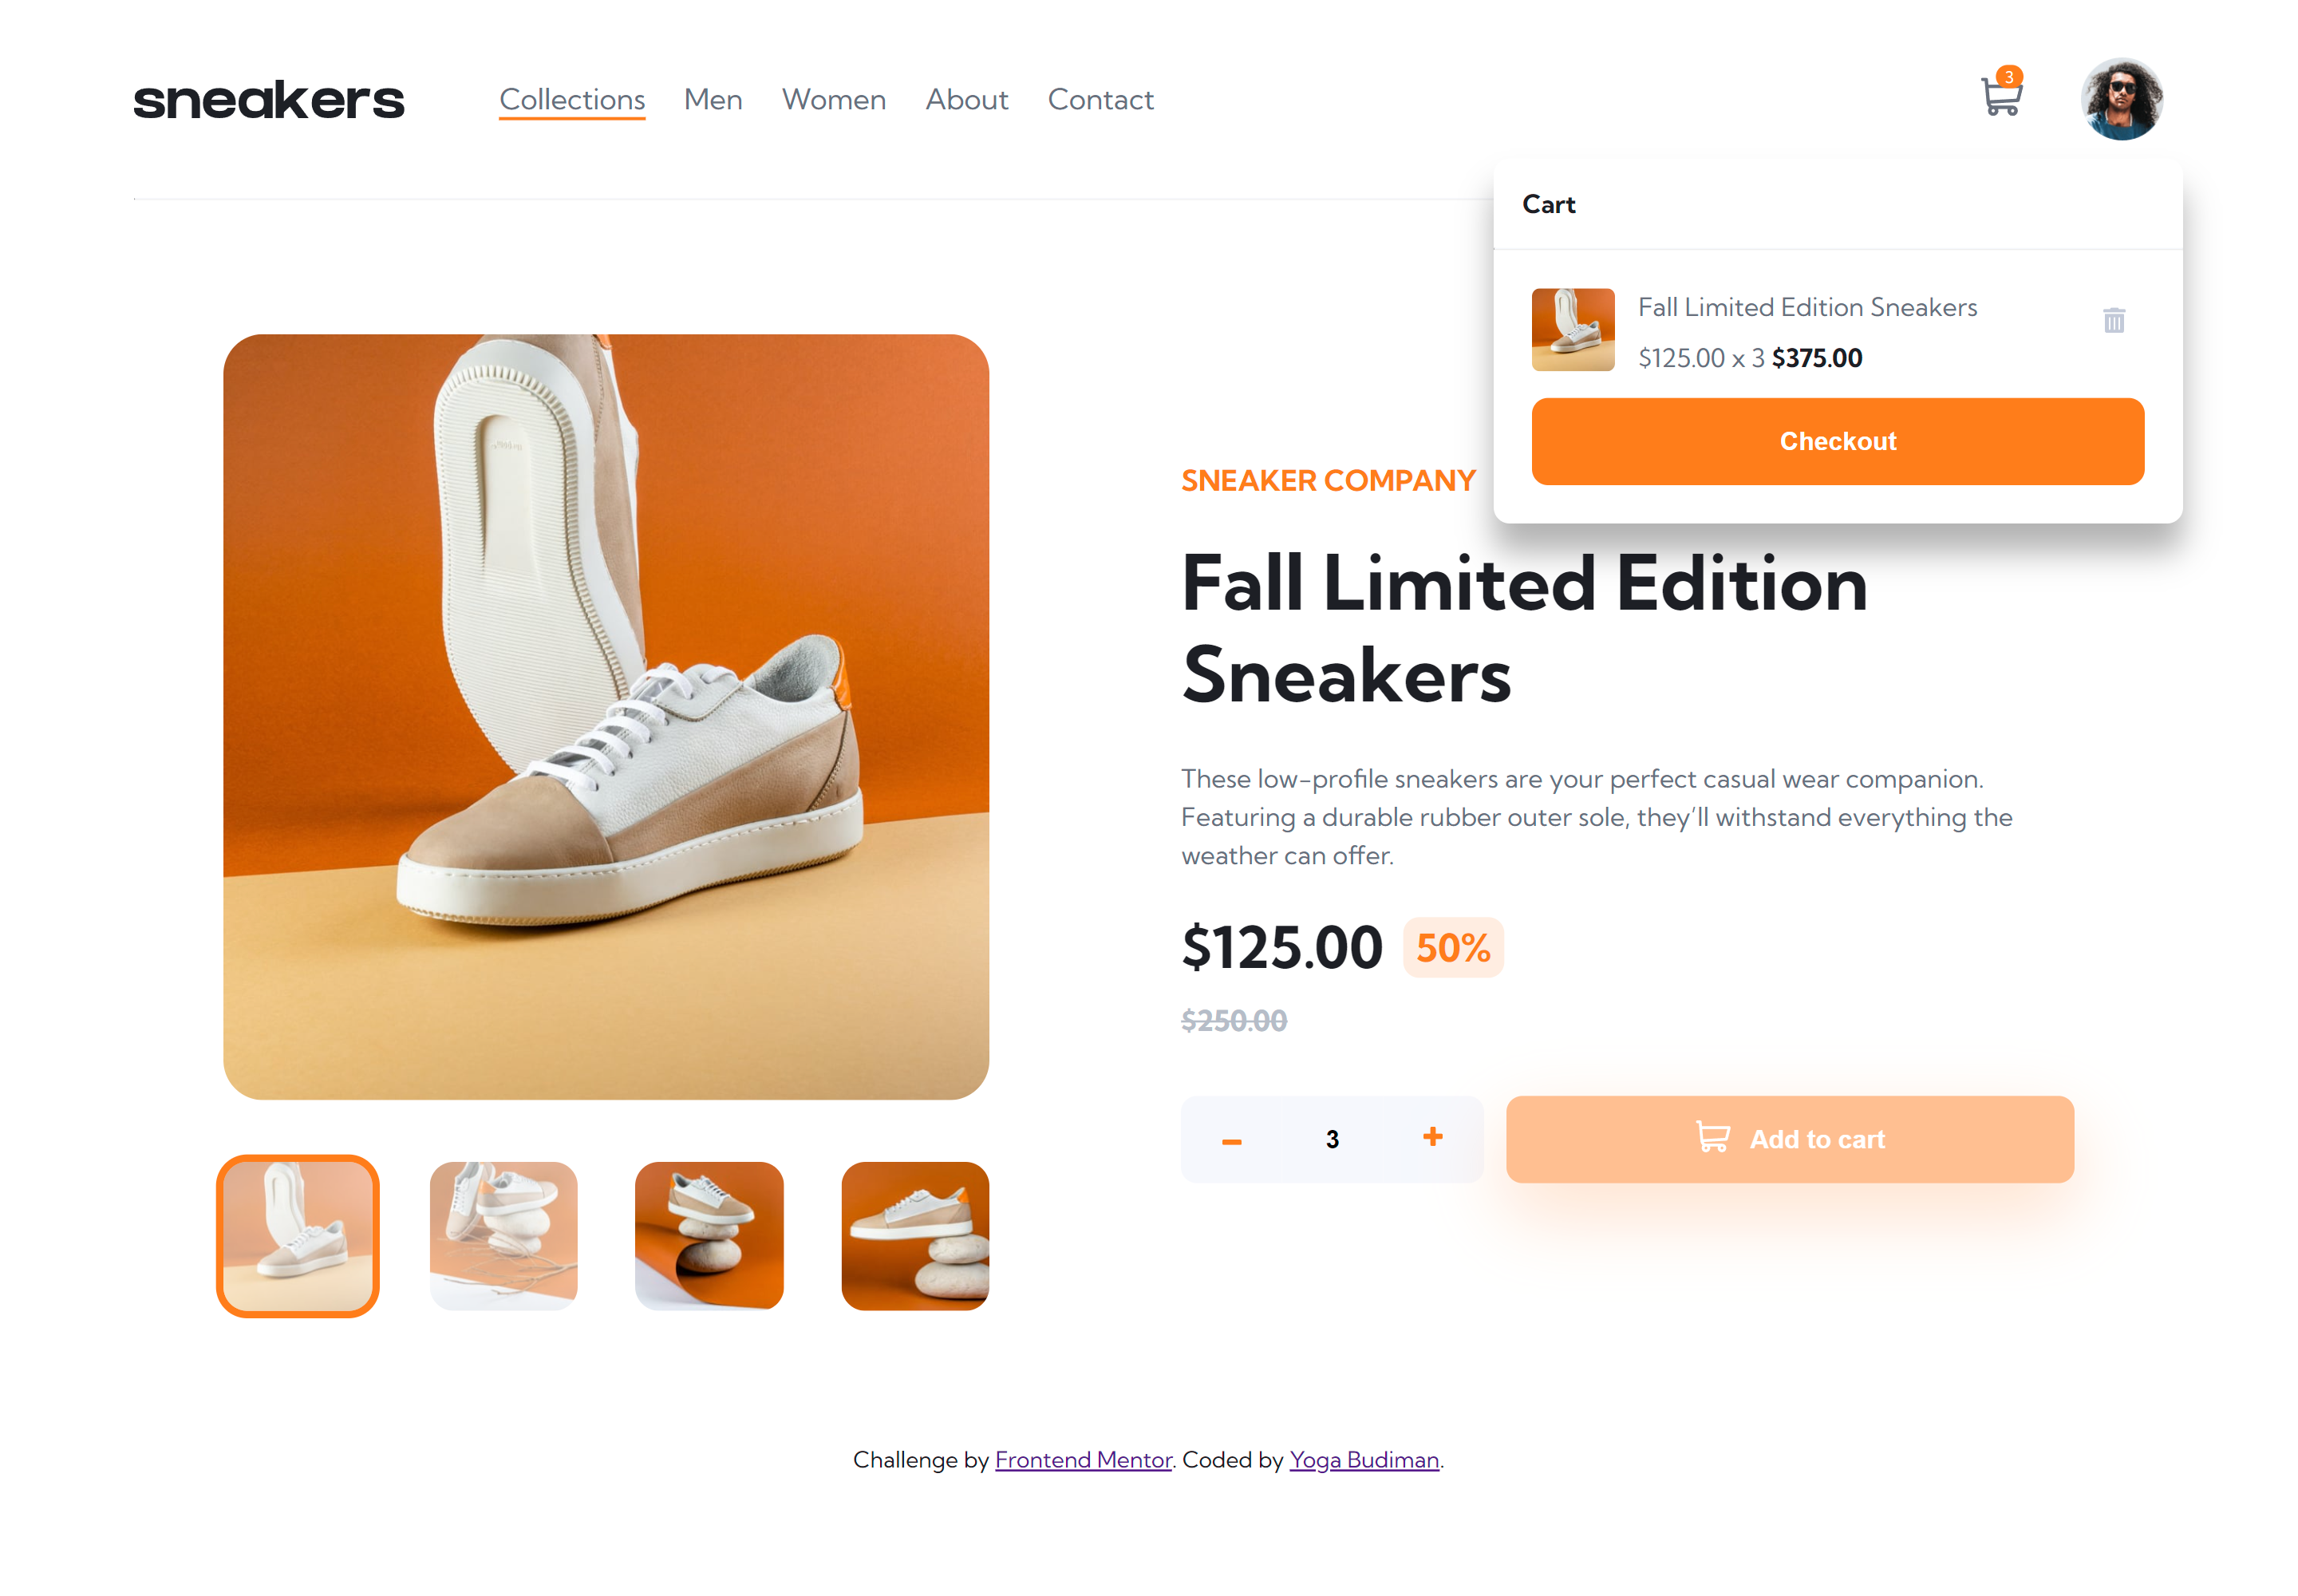 sneakers
Collections Men Women About Contact
3
Cart
Fall Limited Edition Sneakers
$125.00 x 3 $375.00
Checkout
SNEAKER COMPANY
Fall Limited Edition
Sneakers
These low-profile sneakers are your perfect casual wear companion.
Featuring a durable rubber outer sole, they’ll withstand everything the
weather can offer.
$125.00 50%
$250.00
3
Add to cart
Challenge by Frontend Mentor. Coded by Yoga Budiman.